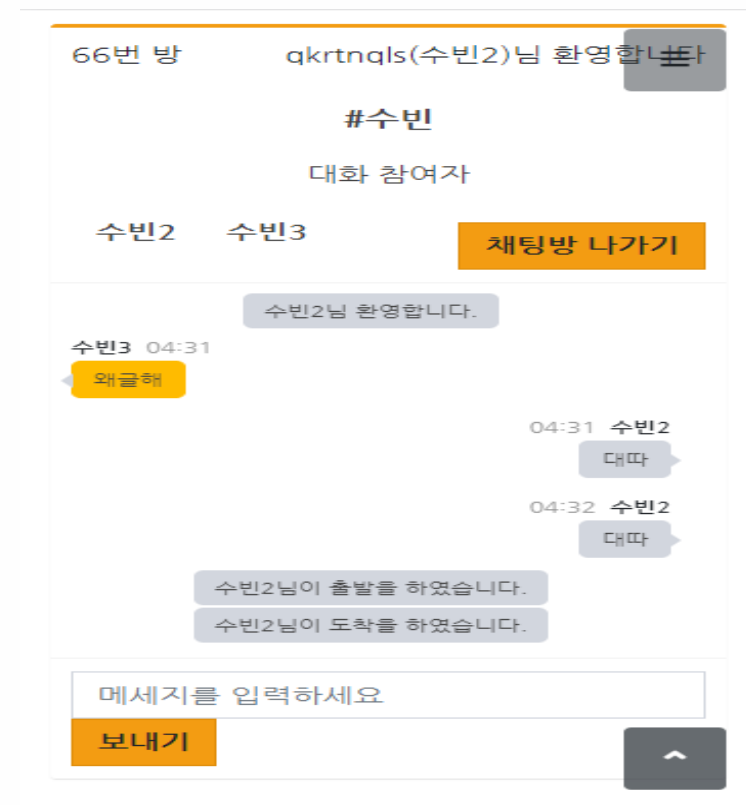 66번 방 qkrtnqls(수빈2)님 환영합니다
#수빈
대화 참여자
수빈2 수빈3 채팅방 나가기
수빈2님 환영합니다.
수빈3 04:31
왜글해
04:31 수빈2
대따
04:32 수빈2
대따
수빈2님이 출발을 하였습니다.
수빈2님이 도착을 하였습니다.
메세지를 입력하세요
보내기